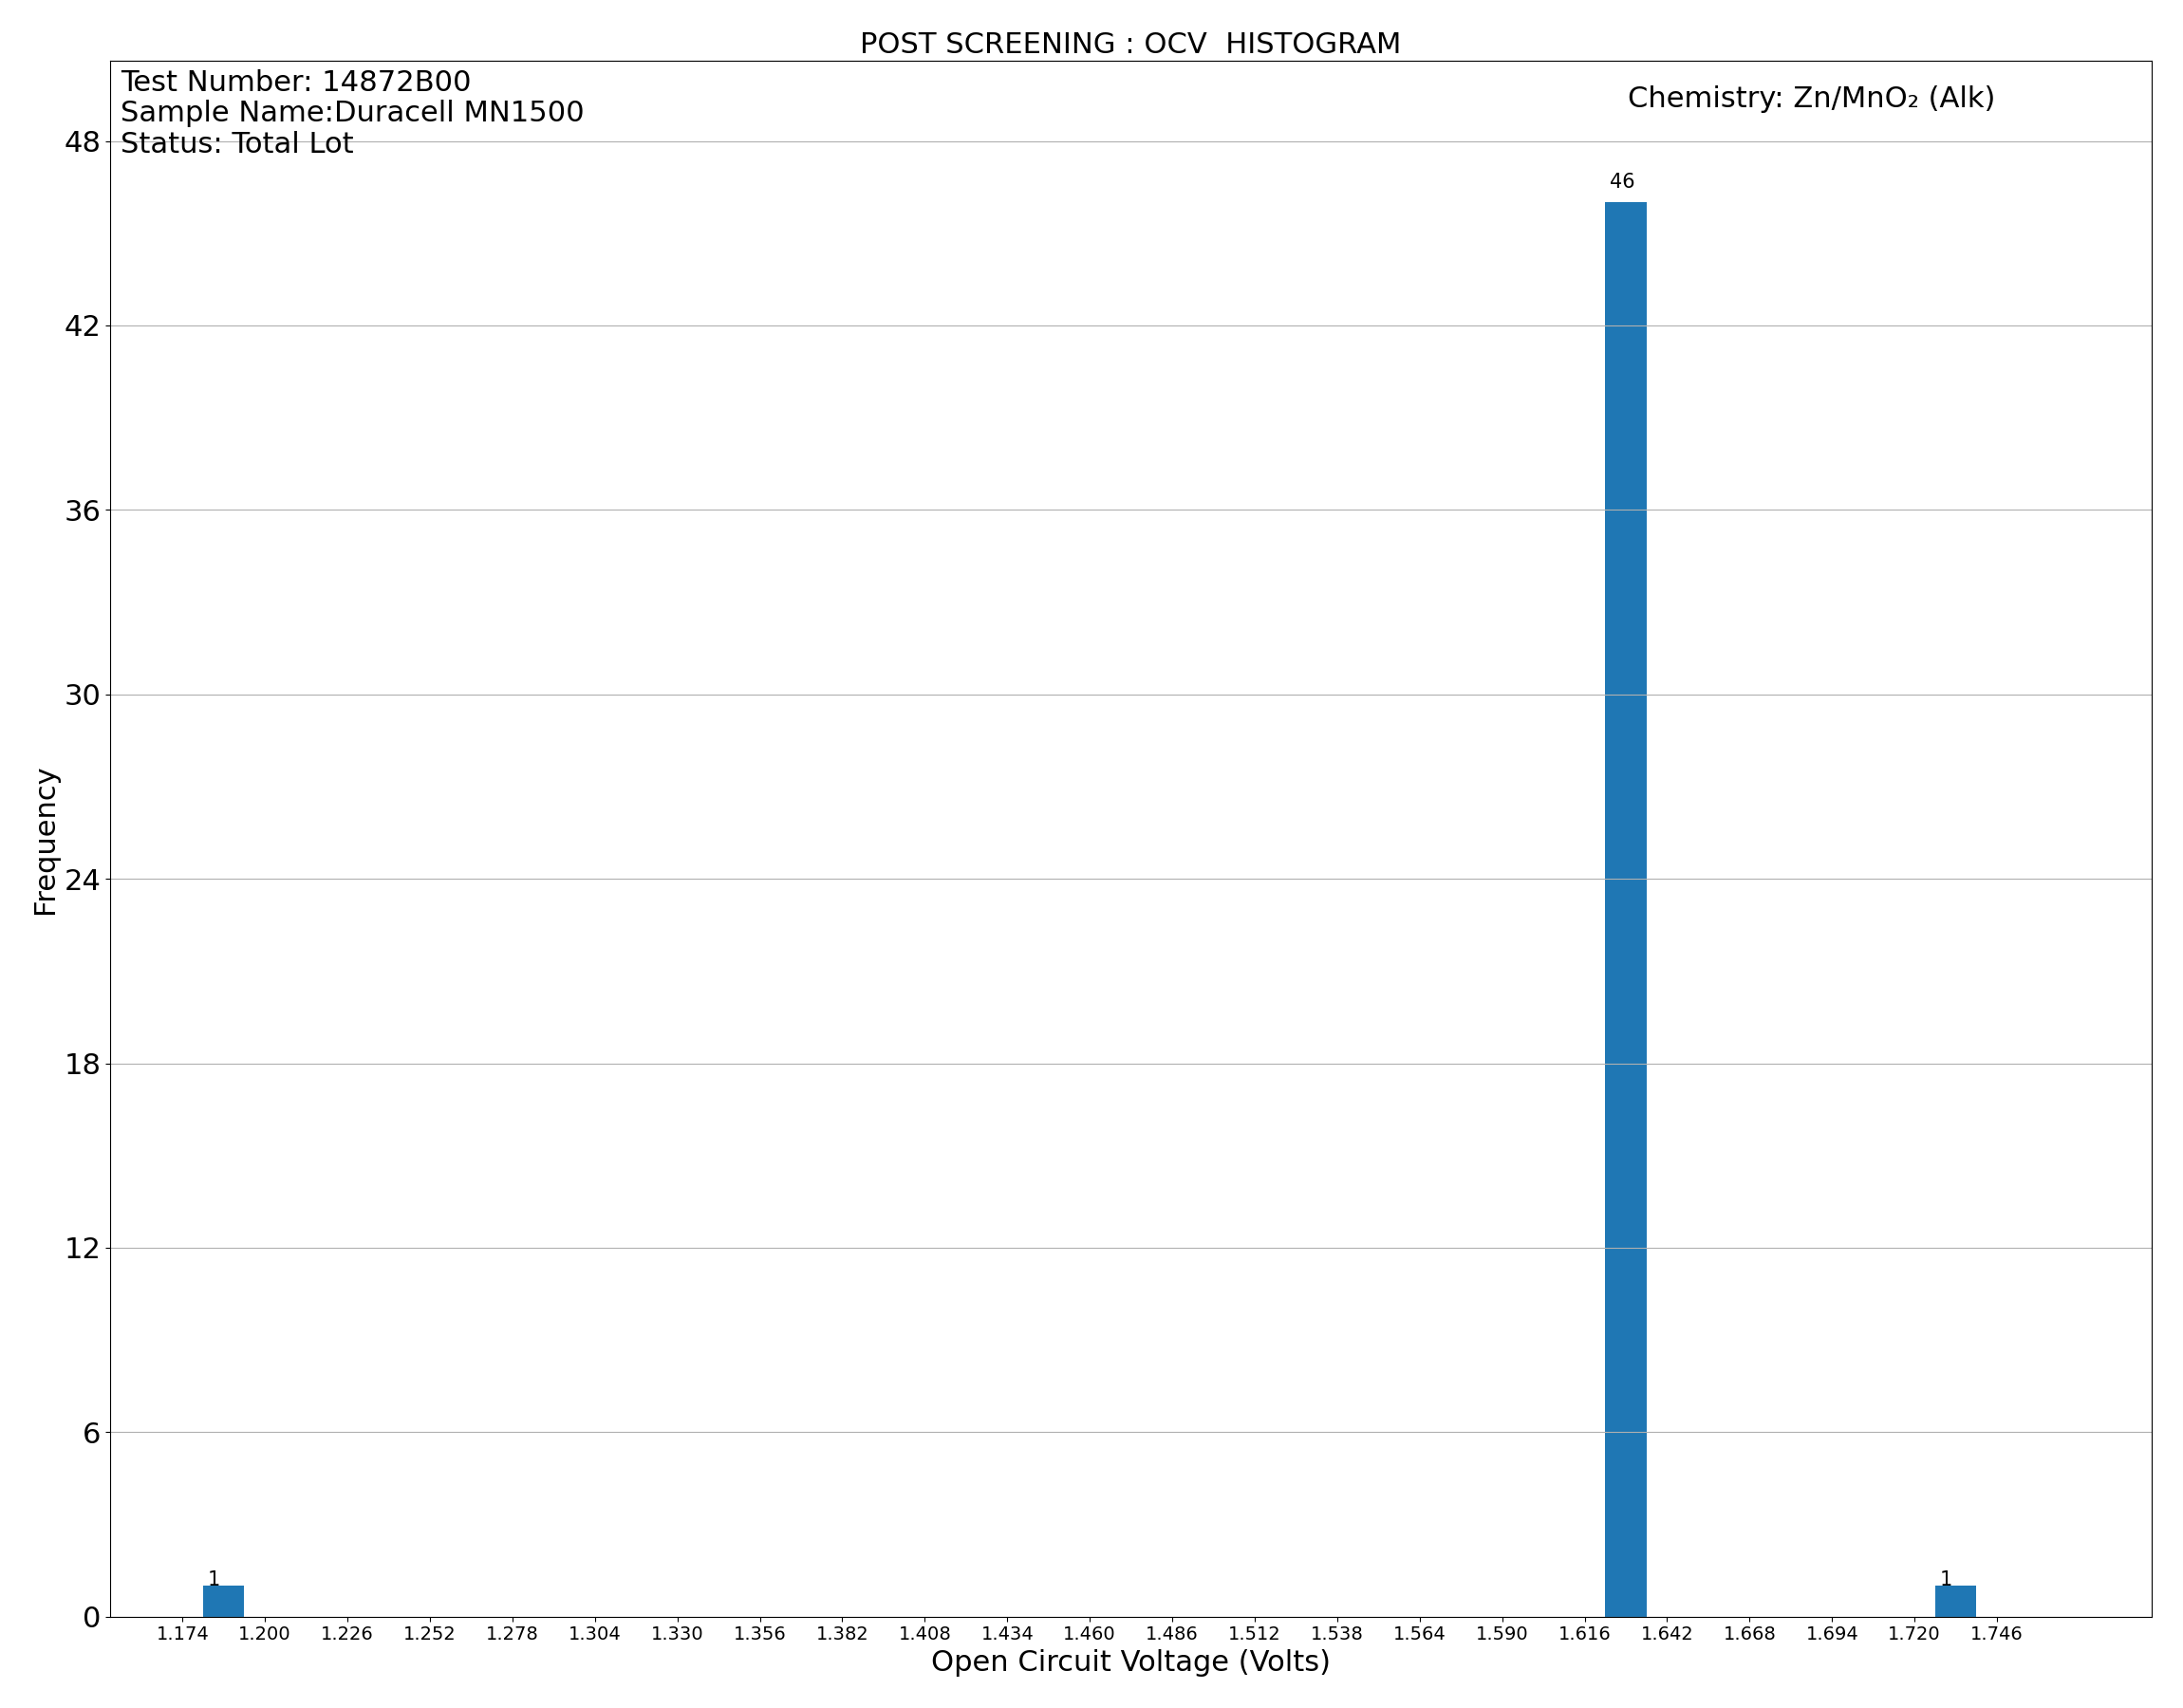 POST SCREENING : OCV  HISTOGRAM
Test Number: 14872B00
Sample Name:Duracell MN1500
Status: Total Lot
Chemistry: Zn/MnO₂ (Alk)
48
42
36
30
24
18
12
6
0
Frequency
1
46
1
1.174 1.200 1.226 1.252 1.278 1.304 1.330 1.356 1.382 1.408 1.434 1.460 1.486 1.512 1.538 1.564 1.590 1.616 1.642 1.668 1.694 1.720 1.746
Open Circuit Voltage (Volts)